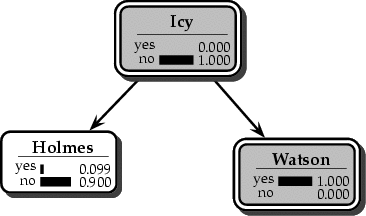 Icy
yes 0.000
no 1.000
Holmes
yes 0.099
no 0.900
Watson
yes 1.000
no 0.000